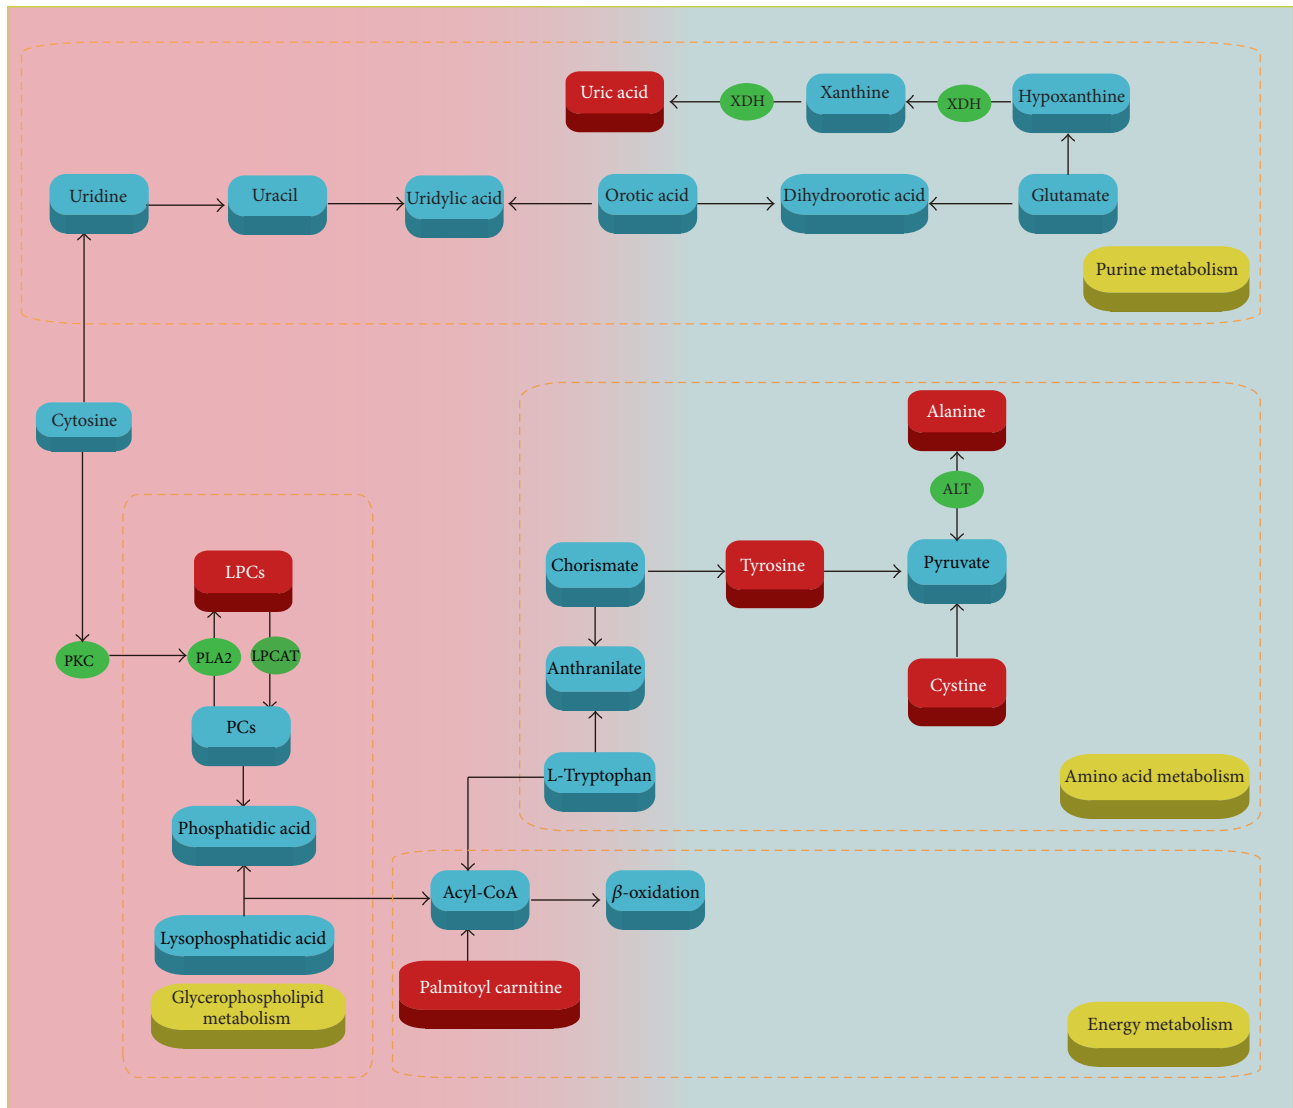 Uric acid
XDH
Xanthine
XDH
Hypoxanthine
Uridine
Uracil
Uridylic acid
Orotic acid
Dihydroorotic acid
Glutamate
Purine metabolism
Cytosine
Alanine
ALT
LPCs
Chorismate
Tyrosine
Pyruvate
PKC
PLA2
LPCAT
Anthranilate
Cystine
PCs
L-Tryptophan
Amino acid metabolism
Phosphatidic acid
Acyl-CoA
β-oxidation
Lysophosphatidic acid
Palmitoyl carnitine
Glycerophospholipid
metabolism
Energy metabolism